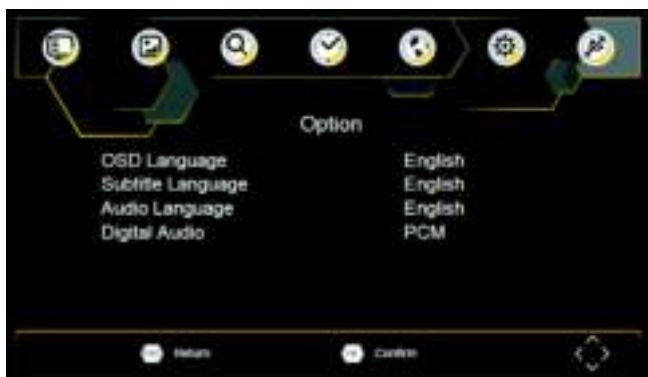 Option
OSD Language English
Subtitle Language English
Audio Language English
Digital Audio PCM
Return Confirm